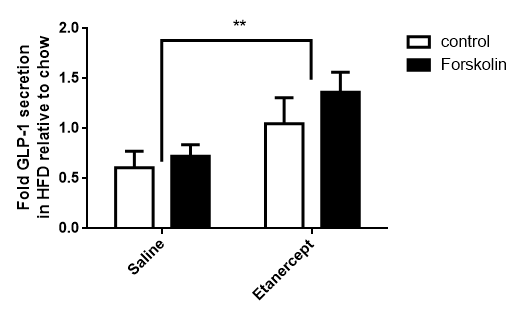 Fold GLP-1 secretion
in HFD relative to chow
2.0
1.5
1.0
0.5
0.0
**
control
Forskolin
Saline
Etanercept